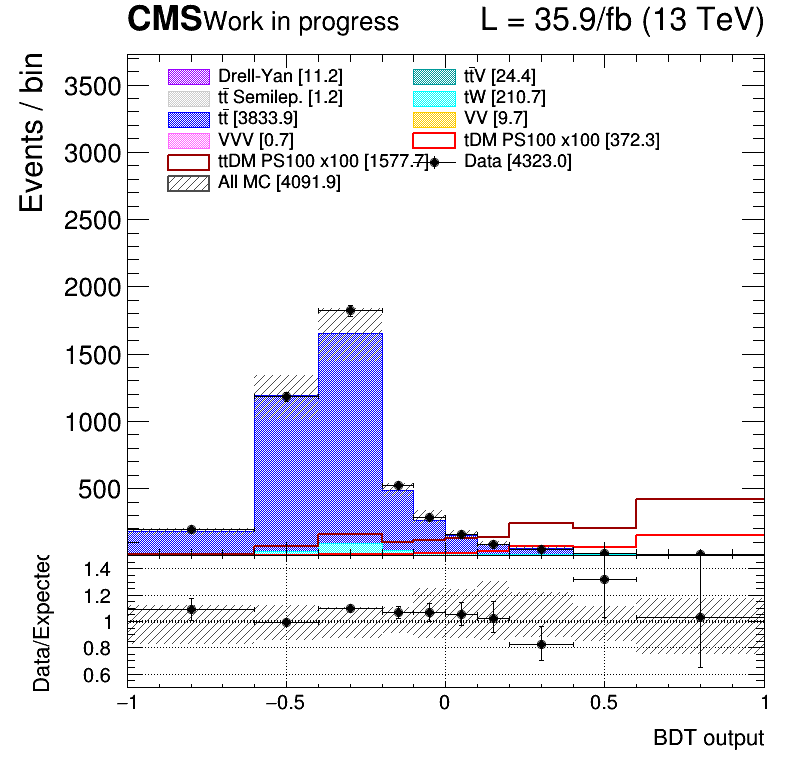 CMS Work in progress L = 35.9/fb (13 TeV)
Events / bin
3500
3000
2500
2000
1500
1000
500
Drell-Yan [11.2] tt̄V [24.4]
tt̄ Semilep. [1.2] tW [210.7]
tt̄ [3833.9] VV [9.7]
VVV [0.7] tDM PS100 x100 [372.3]
ttDM PS100 x100 [1577.7] Data [4323.0]
All MC [4091.9]
Data/Expected
1.4
1.2
1
0.8
0.6
−1 −0.5 0 0.5 1
BDT output